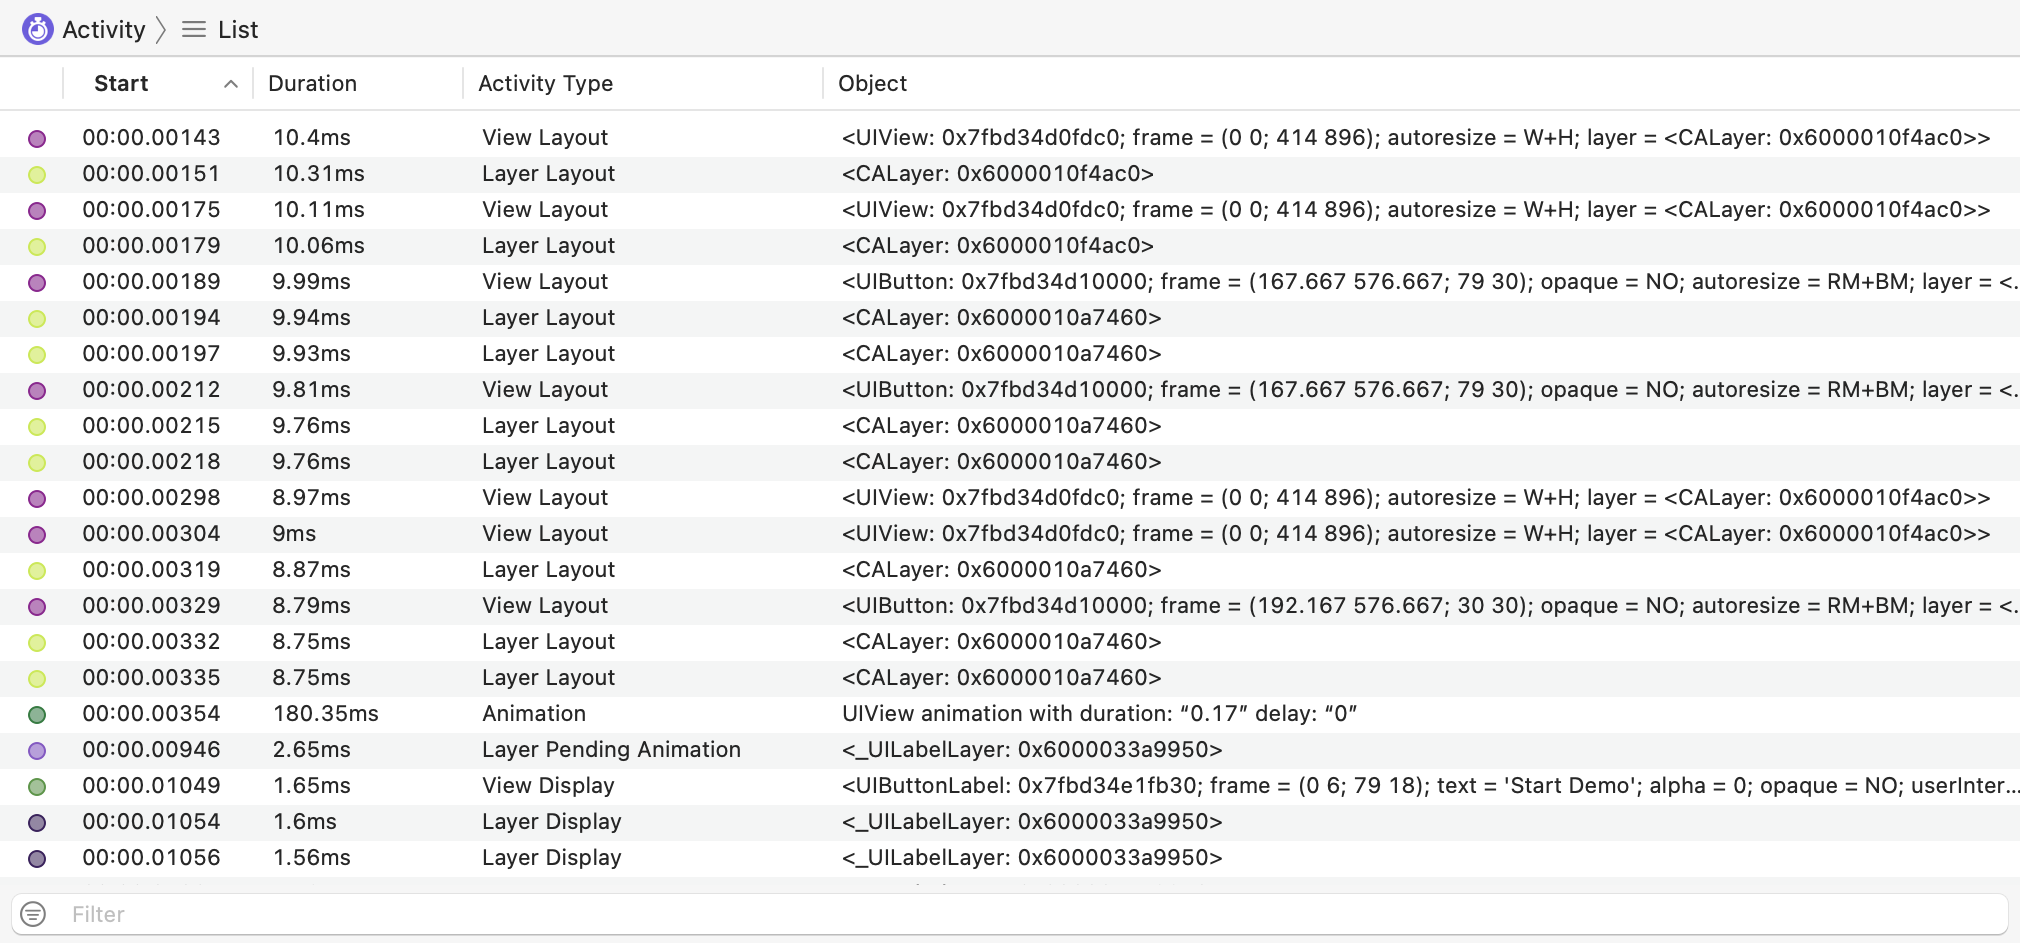 Activity List
Start Duration Activity Type Object
00:00.00143 10.4ms View Layout <UIView: 0x7fbd34d0fdc0; frame = (0 0; 414 896); autoresize = W+H; layer = <CALayer: 0x6000010f4ac0>>
00:00.00151 10.31ms Layer Layout <CALayer: 0x6000010f4ac0>
00:00.00175 10.11ms View Layout <UIView: 0x7fbd34d0fdc0; frame = (0 0; 414 896); autoresize = W+H; layer = <CALayer: 0x6000010f4ac0>>
00:00.00179 10.06ms Layer Layout <CALayer: 0x6000010f4ac0>
00:00.00189 9.99ms View Layout <UIButton: 0x7fbd34d10000; frame = (167.667 576.667; 79 30); opaque = NO; autoresize = RM+BM; layer = <.
00:00.00194 9.94ms Layer Layout <CALayer: 0x6000010a7460>
00:00.00197 9.93ms Layer Layout <CALayer: 0x6000010a7460>
00:00.00212 9.81ms View Layout <UIButton: 0x7fbd34d10000; frame = (167.667 576.667; 79 30); opaque = NO; autoresize = RM+BM; layer = <.
00:00.00215 9.76ms Layer Layout <CALayer: 0x6000010a7460>
00:00.00218 9.76ms Layer Layout <CALayer: 0x6000010a7460>
00:00.00298 8.97ms View Layout <UIView: 0x7fbd34d0fdc0; frame = (0 0; 414 896); autoresize = W+H; layer = <CALayer: 0x6000010f4ac0>>
00:00.00304 9ms View Layout <UIView: 0x7fbd34d0fdc0; frame = (0 0; 414 896); autoresize = W+H; layer = <CALayer: 0x6000010f4ac0>>
00:00.00319 8.87ms Layer Layout <CALayer: 0x6000010a7460>
00:00.00329 8.79ms View Layout <UIButton: 0x7fbd34d10000; frame = (192.167 576.667; 30 30); opaque = NO; autoresize = RM+BM; layer = <.
00:00.00332 8.75ms Layer Layout <CALayer: 0x6000010a7460>
00:00.00335 8.75ms Layer Layout <CALayer: 0x6000010a7460>
00:00.00354 180.35ms Animation UIView animation with duration: “0.17” delay: “0”
00:00.00946 2.65ms Layer Pending Animation <_UILabelLayer: 0x6000033a9950>
00:00.01049 1.65ms View Display <UIButtonLabel: 0x7fbd34e1fb30; frame = (0 6; 79 18); text = 'Start Demo'; alpha = 0; opaque = NO; userInter...
00:00.01054 1.6ms Layer Display <_UILabelLayer: 0x6000033a9950>
00:00.01056 1.56ms Layer Display <_UILabelLayer: 0x6000033a9950>
Filter